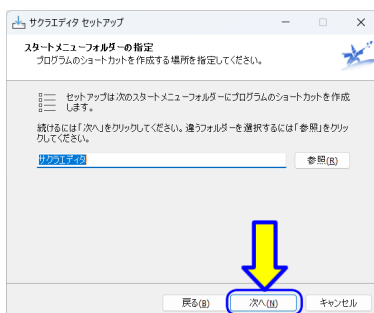 サクラエディタ セットアップ
スタートメニューフォルダーの指定
プログラムのショートカットを作成する場所を指定してください。
セットアップは次のスタートメニューフォルダーにプログラムのショートカットを作成
します。
続けるには「次へ」をクリックしてください。違うフォルダーを選択するには「参照」をクリッ
クしてください。
サクラエディタ
参照(R)
戻る(B)
次へ(N)
キャンセル